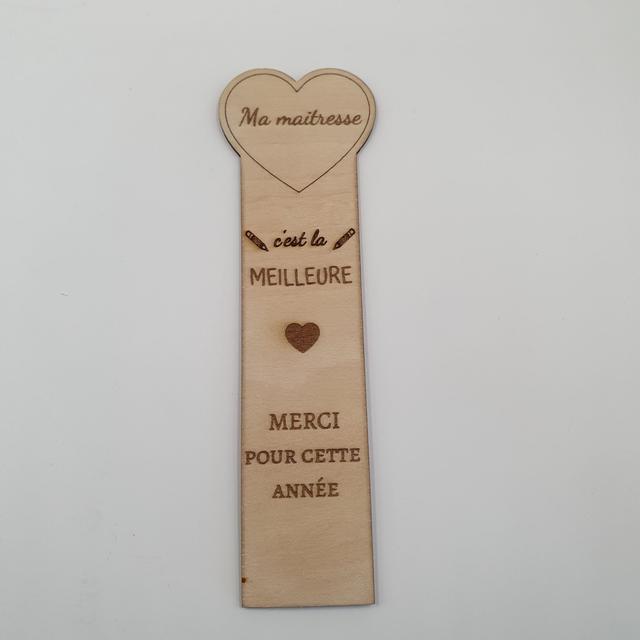 Ma maîtresse
c'est la
MEILLEURE
MERCI
POUR CETTE
ANNÉE